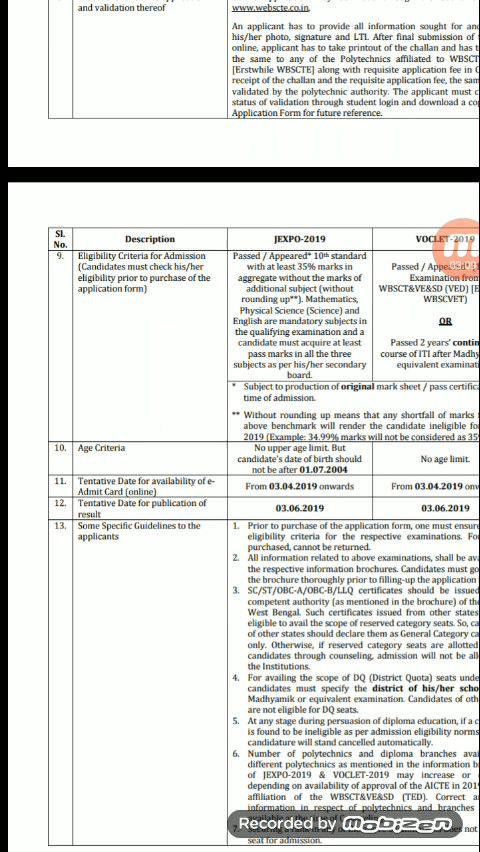 and validation thereof
www.webscte.co.in.
An applicant has to provide all information sought for and
his/her photo, signature and LTI. After final submission of
online, applicant has to take printout of the challan and has t
the same to any of the Polytechnics affiliated to WBSCT
[Erstwhile WBSCTE] along with requisite application fee in C
receipt of the challan and the requisite application fee, the sam
validated by the polytechnic authority. The applicant must c
status of validation through student login and download a co
Application Form for future reference.
Sl. No. Description JEXPO-2019 VOCLET-2019
9. Eligibility Criteria for Admission
(Candidates must check his/her
eligibility prior to purchase of the
application form)
Passed / Appeared* 10th standard
with at least 35% marks in
aggregate without the marks of
additional subject (without
rounding up**). Mathematics,
Physical Science (Science) and
English are mandatory subjects in
the qualifying examination and a
candidate must acquire at least
pass marks in all the three
subjects as per his/her secondary
board.
Passed /
Examination from
WBSCT&VE&SD (VED) [E
WBSCVET)
OR
Passed 2 years' contin
course of ITI after Madhy
equivalent examinati
* Subject to production of original mark sheet / pass certifica
time of admission.
** Without rounding up means that any shortfall of marks
above benchmark will render the candidate ineligible fo
2019 (Example: 34.99% marks will not be considered as 35
10. Age Criteria
No upper age limit. But
candidate's date of birth should
not be after 01.07.2004
No age limit.
11. Tentative Date for availability of e-
Admit Card (online)
From 03.04.2019 onwards
From 03.04.2019 onw
12. Tentative Date for publication of
result
03.06.2019
03.06.2019
13. Some Specific Guidelines to the
applicants
1. Prior to purchase of the application form, one must ensure
eligibility criteria for the respective examinations. Fo
purchased, cannot be returned.
2. All information related to above examinations, shall be ava
the respective information brochures. Candidates must go
the brochure thoroughly prior to filling-up the application
3. SC/ST/OBC-A/OBC-B/LLQ certificates should be issued
competent authority (as mentioned in the brochure) of the
West Bengal. Such certificates issued from other states
eligible to avail the scope of reserved category seats. So, ca
of other states should declare them as General Category ca
only. Otherwise, if reserved category seats are allotted
candidates through counseling, admission will not be all
the Institutions.
4. For availing the scope of DQ (District Quota) seats unde
candidates must specify the district of his/her scho
Madhyamik or equivalent examination. Candidates of oth
are not eligible for DQ seats.
5. At any stage during persuasion of diploma education, if a c
is found to be ineligible as per admission eligibility norms
candidature will stand cancelled automatically.
6. Number of polytechnics and diploma branches avai
different polytechnics as mentioned in the information b
of JEXPO-2019 & VOCLET-2019 may increase or
depending on availability of approval of the AICTE in 201
affiliation of the WBSCT&VE&SD (TED). Correct a
information in respect of polytechnics and branches
Recorded by MOBIZEN
7.
seat for admission.